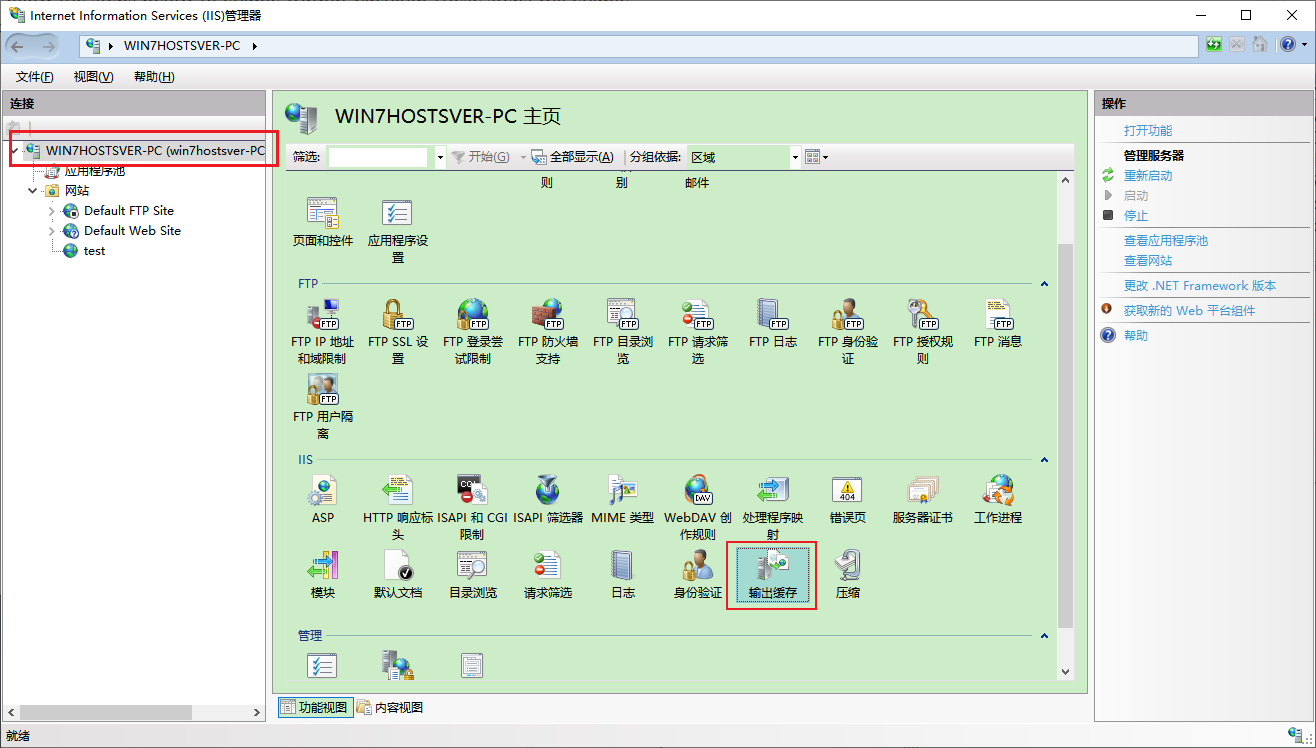 Internet Information Services (IIS)管理器
WIN7HOSTSVER-PC
文件(F) 视图(V) 帮助(H)
连接
WIN7HOSTSVER-PC (win7hostsver-PC
应用程序池
网站
Default FTP Site
Default Web Site
test
WIN7HOSTSVER-PC 主页
筛选: 开始(G) 全部显示(A) 分组依据: 区域
则 别 邮件
页面和控件 应用程序设
置
FTP
FTP IP 地址 FTP SSL 设 FTP 登录尝 FTP 防火墙 FTP 目录浏 FTP 请求筛 FTP 日志 FTP 身份验 FTP 授权规 FTP 消息
和域限制 置 试限制 支持 览 选 证 则
FTP 用户隔
离
IIS
ASP HTTP 响应标 ISAPI 和 CGI ISAPI 筛选器 MIME 类型 WebDAV 创 处理程序映 错误页 服务器证书 工作进程
头 限制 作规则 射
模块 默认文档 目录浏览 请求筛选 日志 身份验证 输出缓存 压缩
管理
功能视图 内容视图
操作
打开功能
管理服务器
重新启动
启动
停止
查看应用程序池
查看网站
更改 .NET Framework 版本
获取新的 Web 平台组件
帮助
就绪